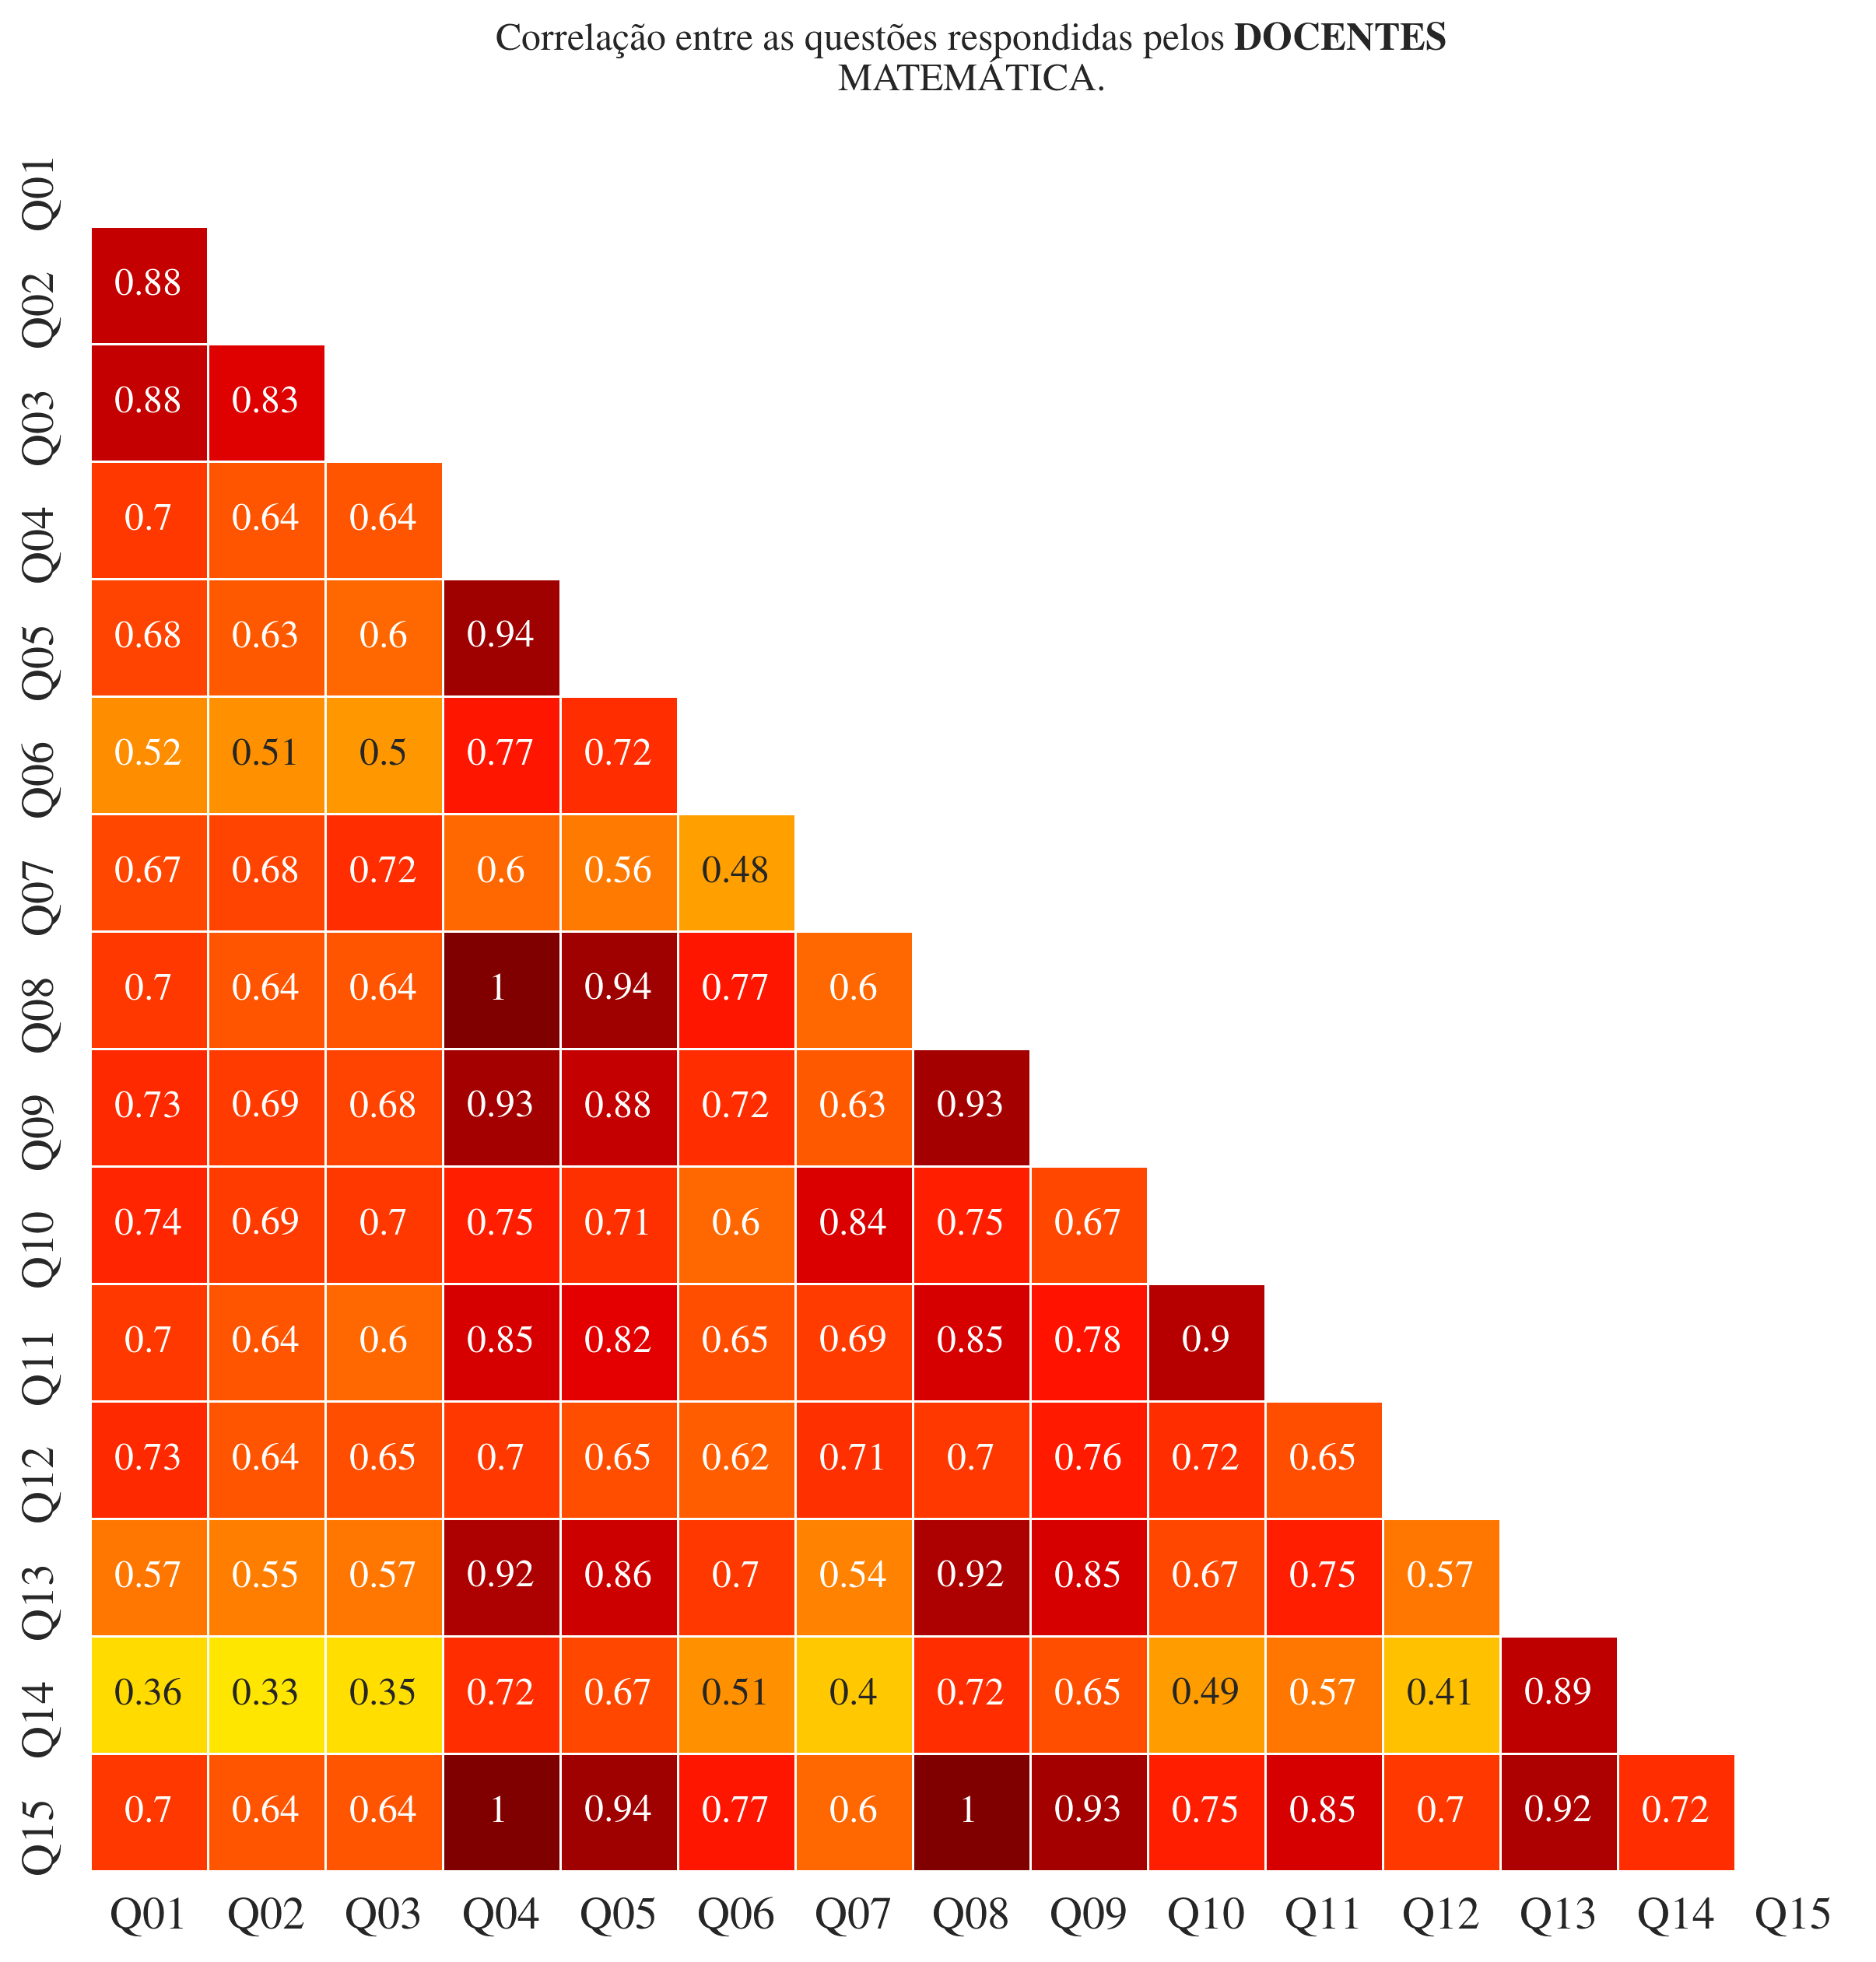 Correlação entre as questões respondidas pelos DOCENTES
MATEMÁTICA.
Q01
Q02 0.88
Q03 0.88 0.83
Q04 0.7 0.64 0.64
Q05 0.68 0.63 0.6 0.94
Q06 0.52 0.51 0.5 0.77 0.72
Q07 0.67 0.68 0.72 0.6 0.56 0.48
Q08 0.7 0.64 0.64 1 0.94 0.77 0.6
Q09 0.73 0.69 0.68 0.93 0.88 0.72 0.63 0.93
Q10 0.74 0.69 0.7 0.75 0.71 0.6 0.84 0.75 0.67
Q11 0.7 0.64 0.6 0.85 0.82 0.65 0.69 0.85 0.78 0.9
Q12 0.73 0.64 0.65 0.7 0.65 0.62 0.71 0.7 0.76 0.72 0.65
Q13 0.57 0.55 0.57 0.92 0.86 0.7 0.54 0.92 0.85 0.67 0.75 0.57
Q14 0.36 0.33 0.35 0.72 0.67 0.51 0.4 0.72 0.65 0.49 0.57 0.41 0.89
Q15 0.7 0.64 0.64 1 0.94 0.77 0.6 1 0.93 0.75 0.85 0.7 0.92 0.72
Q01 Q02 Q03 Q04 Q05 Q06 Q07 Q08 Q09 Q10 Q11 Q12 Q13 Q14 Q15